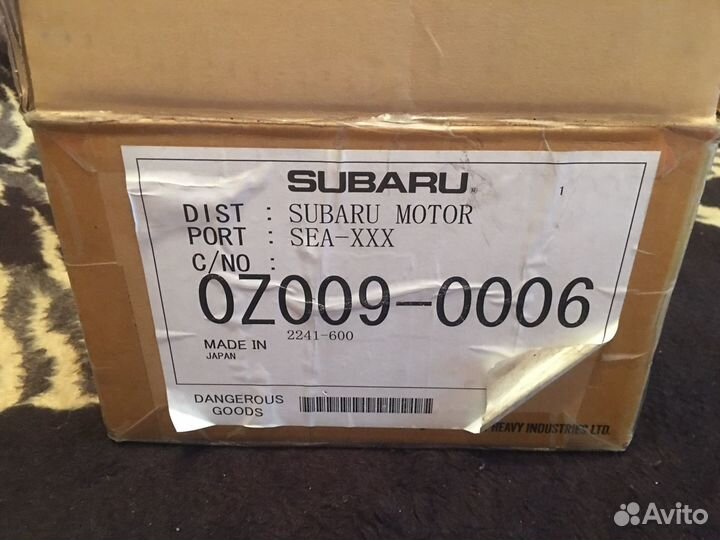 SUBARU®
1
DIST : SUBARU MOTOR
PORT : SEA-XXX
C/NO :
0Z009-0006
MADE IN 2241-600
JAPAN
DANGEROUS
GOODS
HEAVY INDUSTRIES LTD.
Avito